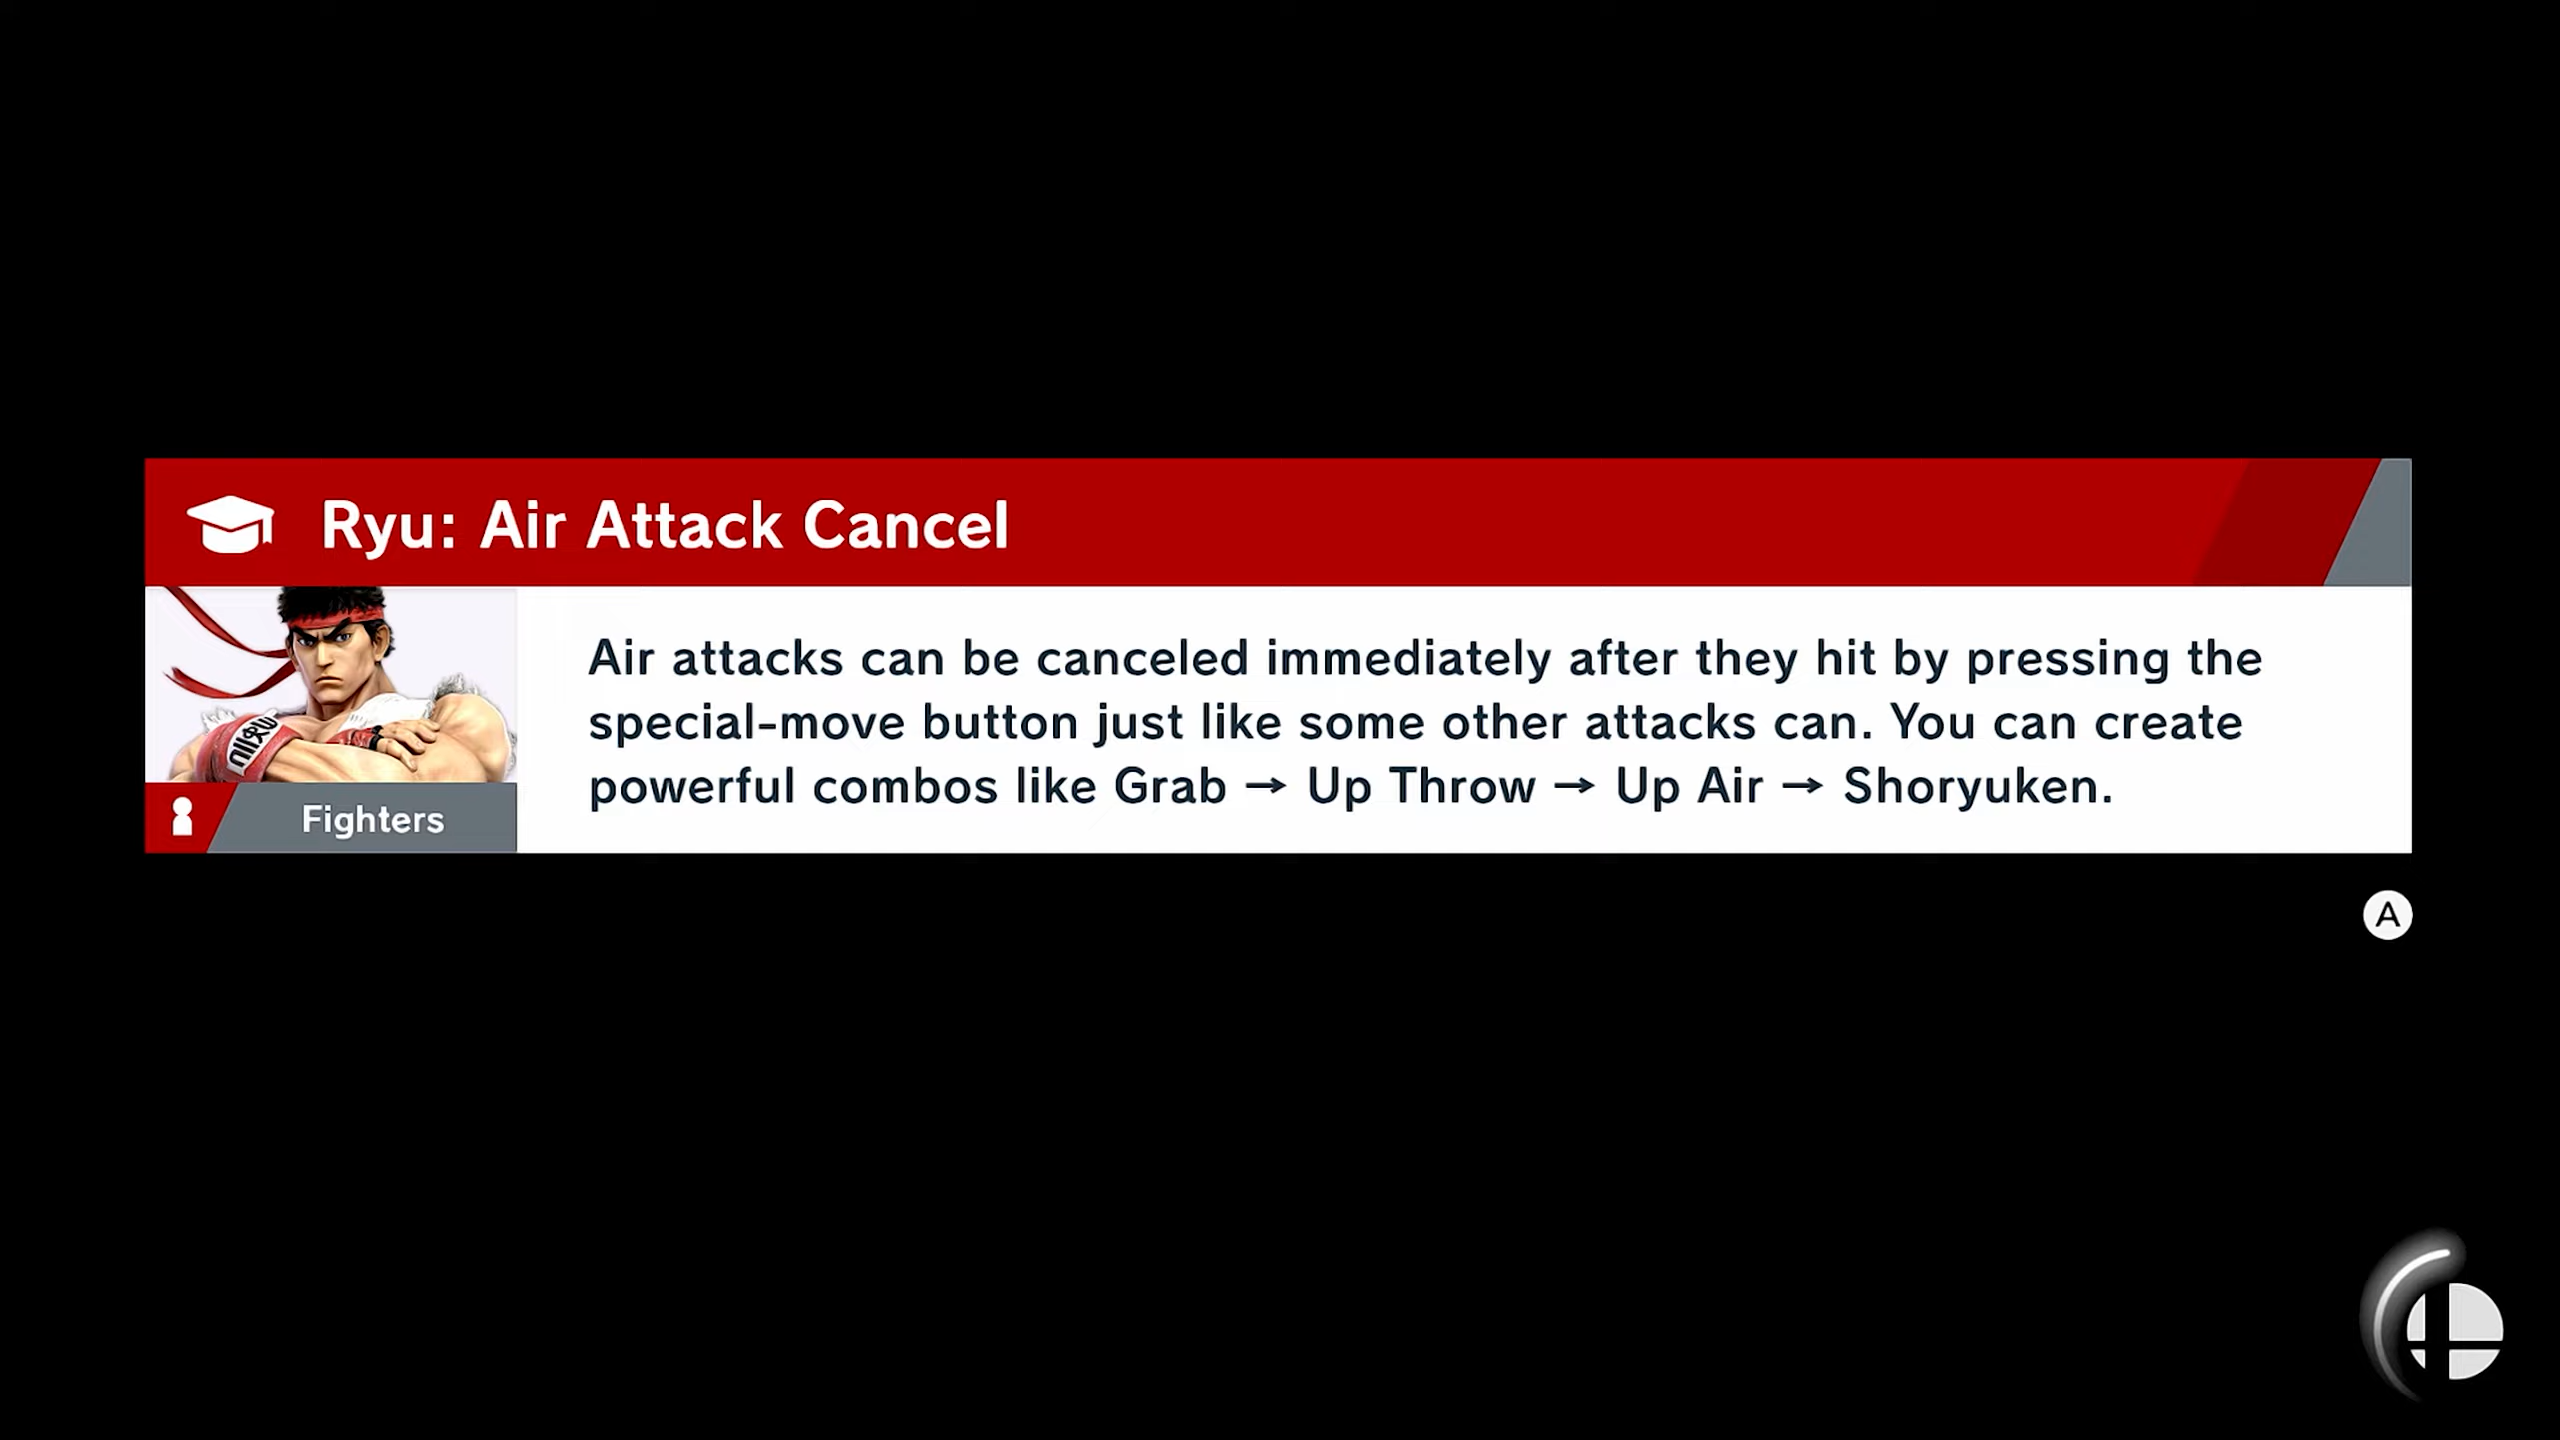 Ryu: Air Attack Cancel
Air attacks can be canceled immediately after they hit by pressing the
special-move button just like some other attacks can. You can create
powerful combos like Grab → Up Throw → Up Air → Shoryuken.
Fighters
A